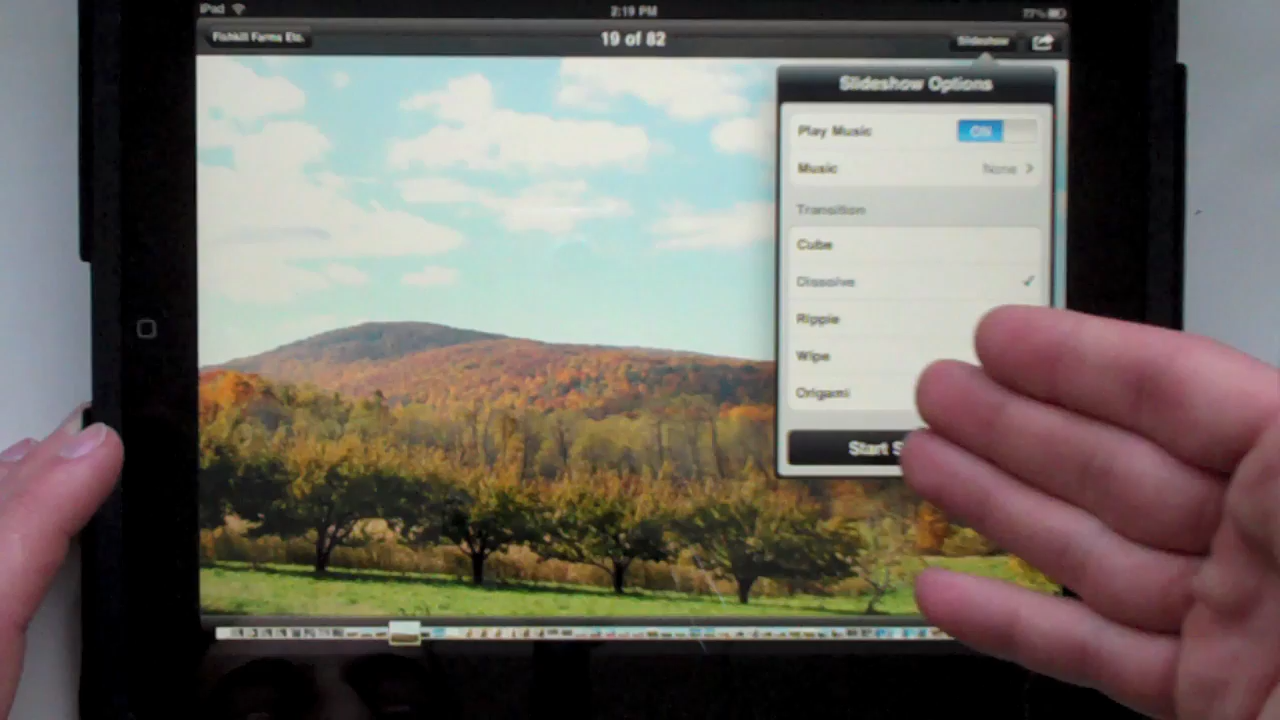 iPad 2:19 PM 77%
Fishkill Farms Etc. 19 of 82 Slideshow
Slideshow Options
Play Music ON
Music None
Transition
Cube
Dissolve
Ripple
Wipe
Origami
Start S